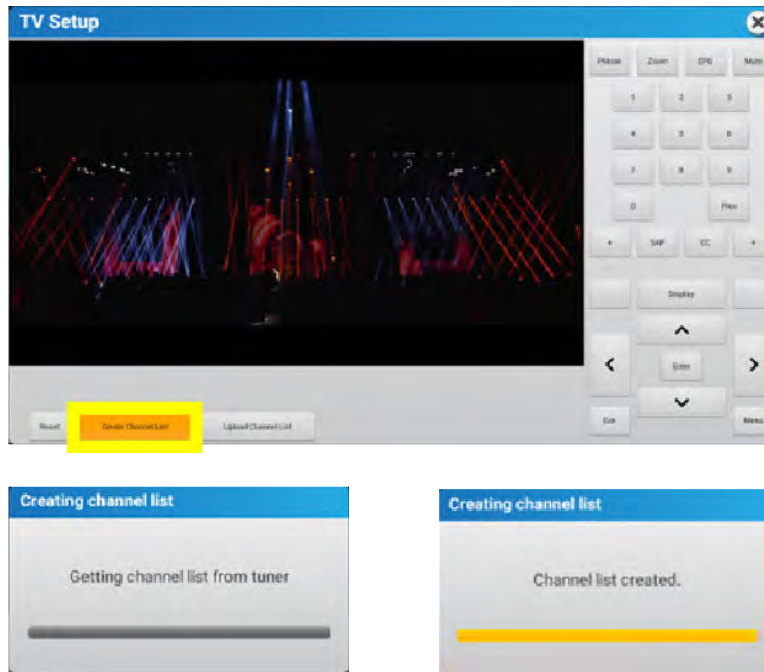 TV Setup
Zoom EPG Mute
1 2 3
4 5 6
7 8 9
0 Prev
SAP CC
Display
Enter
Exit Menu
Reset Create Channel List Upload Channel List
Creating channel list
Getting channel list from tuner
Creating channel list
Channel list created.